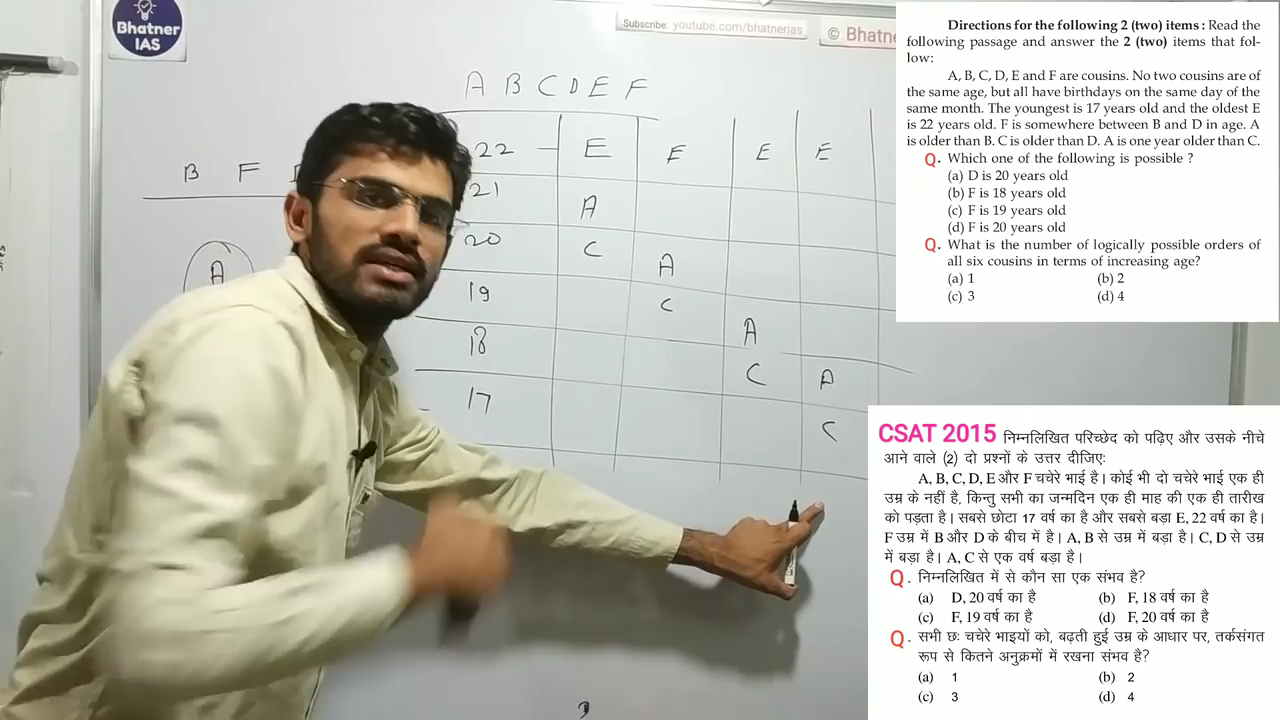 Bhatner
IAS
Subscribe: youtube.com/bhatnerias
© Bhatne
A B C D E F
B F
A
22 - E E E E
21 A
20 C A
19 C A
18 C A
17 C
Directions for the following 2 (two) items : Read the
following passage and answer the 2 (two) items that fol-
low:
A, B, C, D, E and F are cousins. No two cousins are of
the same age, but all have birthdays on the same day of the
same month. The youngest is 17 years old and the oldest E
is 22 years old. F is somewhere between B and D in age. A
is older than B. C is older than D. A is one year older than C.
Q. Which one of the following is possible ?
(a) D is 20 years old
(b) F is 18 years old
(c) F is 19 years old
(d) F is 20 years old
Q. What is the number of logically possible orders of
all six cousins in terms of increasing age?
(a) 1 (b) 2
(c) 3 (d) 4
CSAT 2015 निम्नलिखित परिच्छेद को पढ़िए और उसके नीचे
आने वाले (2) दो प्रश्नों के उत्तर दीजिएः
A, B, C, D, E और F चचेरे भाई है। कोई भी दो चचेरे भाई एक ही
उम्र के नहीं है, किन्तु सभी का जन्मदिन एक ही माह की एक ही तारीख
को पड़ता है। सबसे छोटा 17 वर्ष का है और सबसे बड़ा E, 22 वर्ष का है।
F उम्र में B और D के बीच में है। A, B से उम्र में बड़ा है। C, D से उम्र
में बड़ा है। A, C से एक वर्ष बड़ा है।
Q. निम्नलिखित में से कौन सा एक संभव है?
(a) D, 20 वर्ष का है (b) F, 18 वर्ष का है
(c) F, 19 वर्ष का है (d) F, 20 वर्ष का है
Q. सभी छः चचेरे भाइयों को, बढ़ती हुई उम्र के आधार पर, तर्कसंगत
रूप से कितने अनुक्रमों में रखना संभव है?
(a) 1 (b) 2
(c) 3 (d) 4